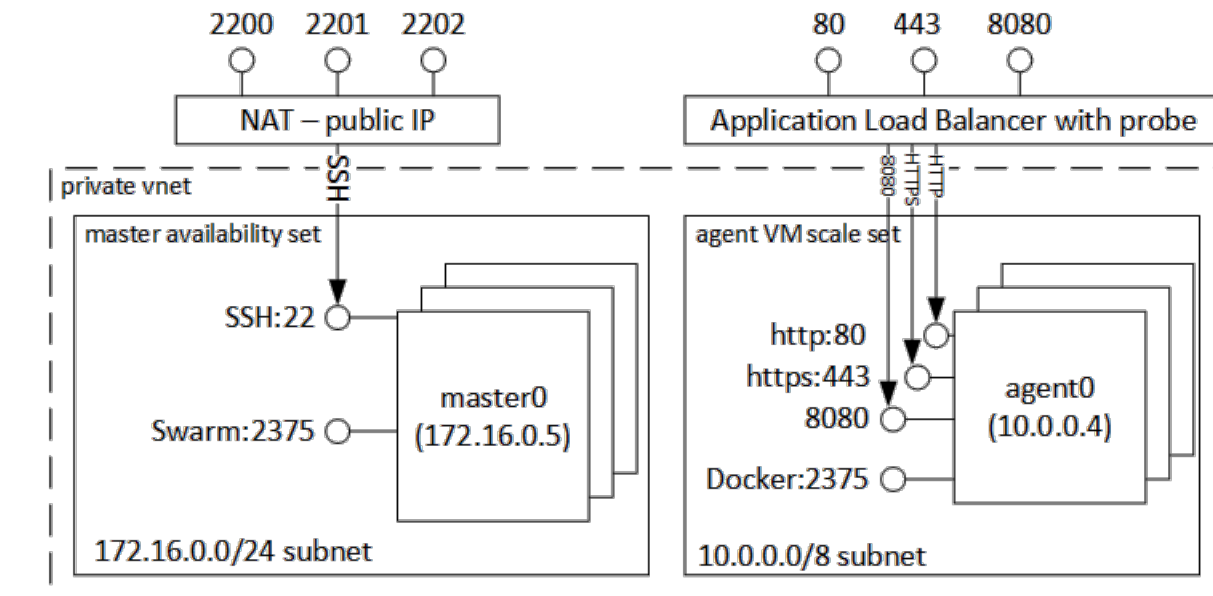 2200 2201 2202
80 443 8080
NAT – public IP
Application Load Balancer with probe
SSH
8080
HTTPS
HTTP
private vnet
master availability set
SSH:22
Swarm:2375
master0
(172.16.0.5)
172.16.0.0/24 subnet
agent VM scale set
http:80
https:443
8080
Docker:2375
agent0
(10.0.0.4)
10.0.0.0/8 subnet